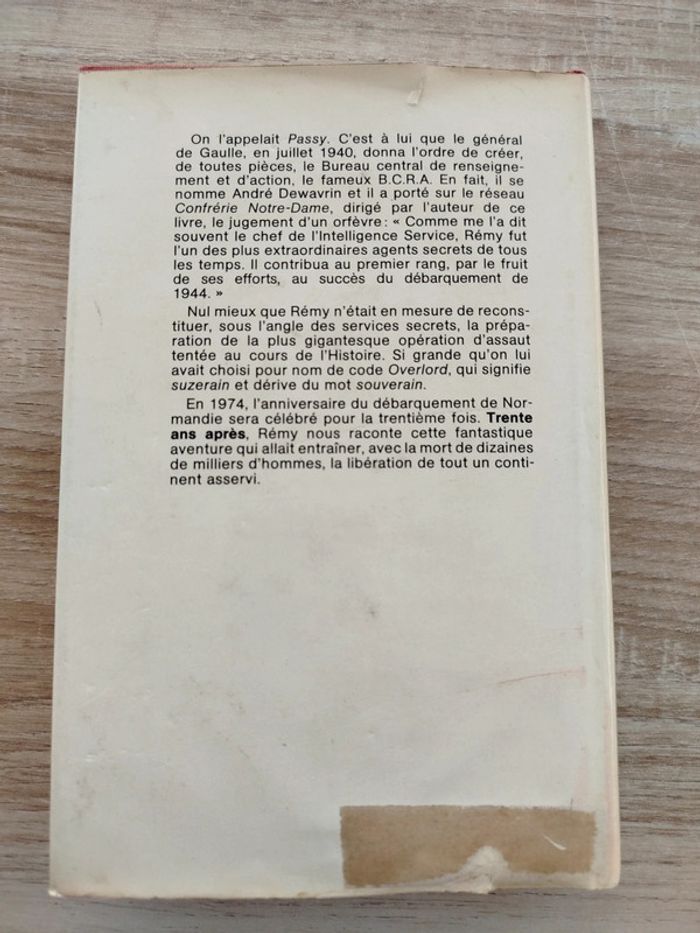 On l'appelait Passy. C'est à lui que le général
de Gaulle, en juillet 1940, donna l'ordre de créer,
de toutes pièces, le Bureau central de renseigne-
ment et d'action, le fameux B.C.R.A. En fait, il se
nomme André Dewavrin et il a porté sur le réseau
Confrérie Notre-Dame, dirigé par l'auteur de ce
livre, le jugement d'un orfèvre : « Comme me l'a dit
souvent le chef de l'Intelligence Service, Rémy fut
l'un des plus extraordinaires agents secrets de tous
les temps. Il contribua au premier rang, par le fruit
de ses efforts, au succès du débarquement de
1944. »
Nul mieux que Rémy n'était en mesure de recons-
tituer, sous l'angle des services secrets, la prépa-
ration de la plus gigantesque opération d'assaut
tentée au cours de l'Histoire. Si grande qu'on lui
avait choisi pour nom de code Overlord, qui signifie
suzerain et dérive du mot souverain.
En 1974, l'anniversaire du débarquement de Nor-
mandie sera célébré pour la trentième fois. Trente
ans après, Rémy nous raconte cette fantastique
aventure qui allait entraîner, avec la mort de dizaines
de milliers d'hommes, la libération de tout un conti-
nent asservi.